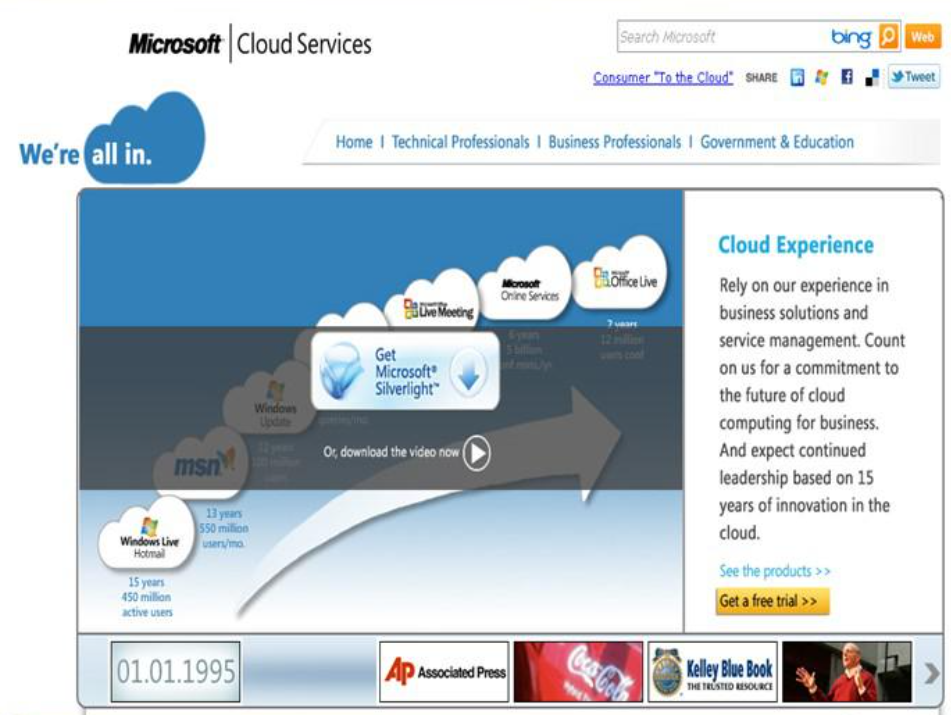 Microsoft | Cloud Services
Search Microsoft
bing
Web
Consumer "To the Cloud"
SHARE
Tweet
We're all in.
Home | Technical Professionals | Business Professionals | Government & Education
Microsoft
Office Live
Microsoft
Online Services
Live Meeting
2 years
12 million
users conf
6 years
5 billion
Get
Microsoft®
Silverlight™
Windows
Update
Or, download the video now
msn
13 years
550 million
users/mo.
Windows Live
Hotmail
15 years
450 million
active users
Cloud Experience
Rely on our experience in
business solutions and
service management. Count
on us for a commitment to
the future of cloud
computing for business.
And expect continued
leadership based on 15
years of innovation in the
cloud.
See the products >>
Get a free trial >>
01.01.1995
AP Associated Press
Coca-Cola
Kelley Blue Book
THE TRUSTED RESOURCE